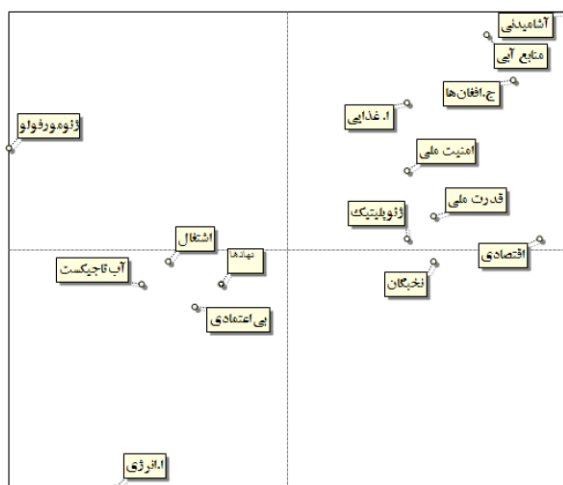 آشامیدنی
منابع آبی
ج.افغان‌ها
ا. غذایی
ژئومورفولو
امنیت ملی
قدرت ملی
ژئوپلیتیک
اشتغال
اقتصادی
نهادها
آب تاجیکست
نخبگان
بی اعتمادی
ا.انرژی